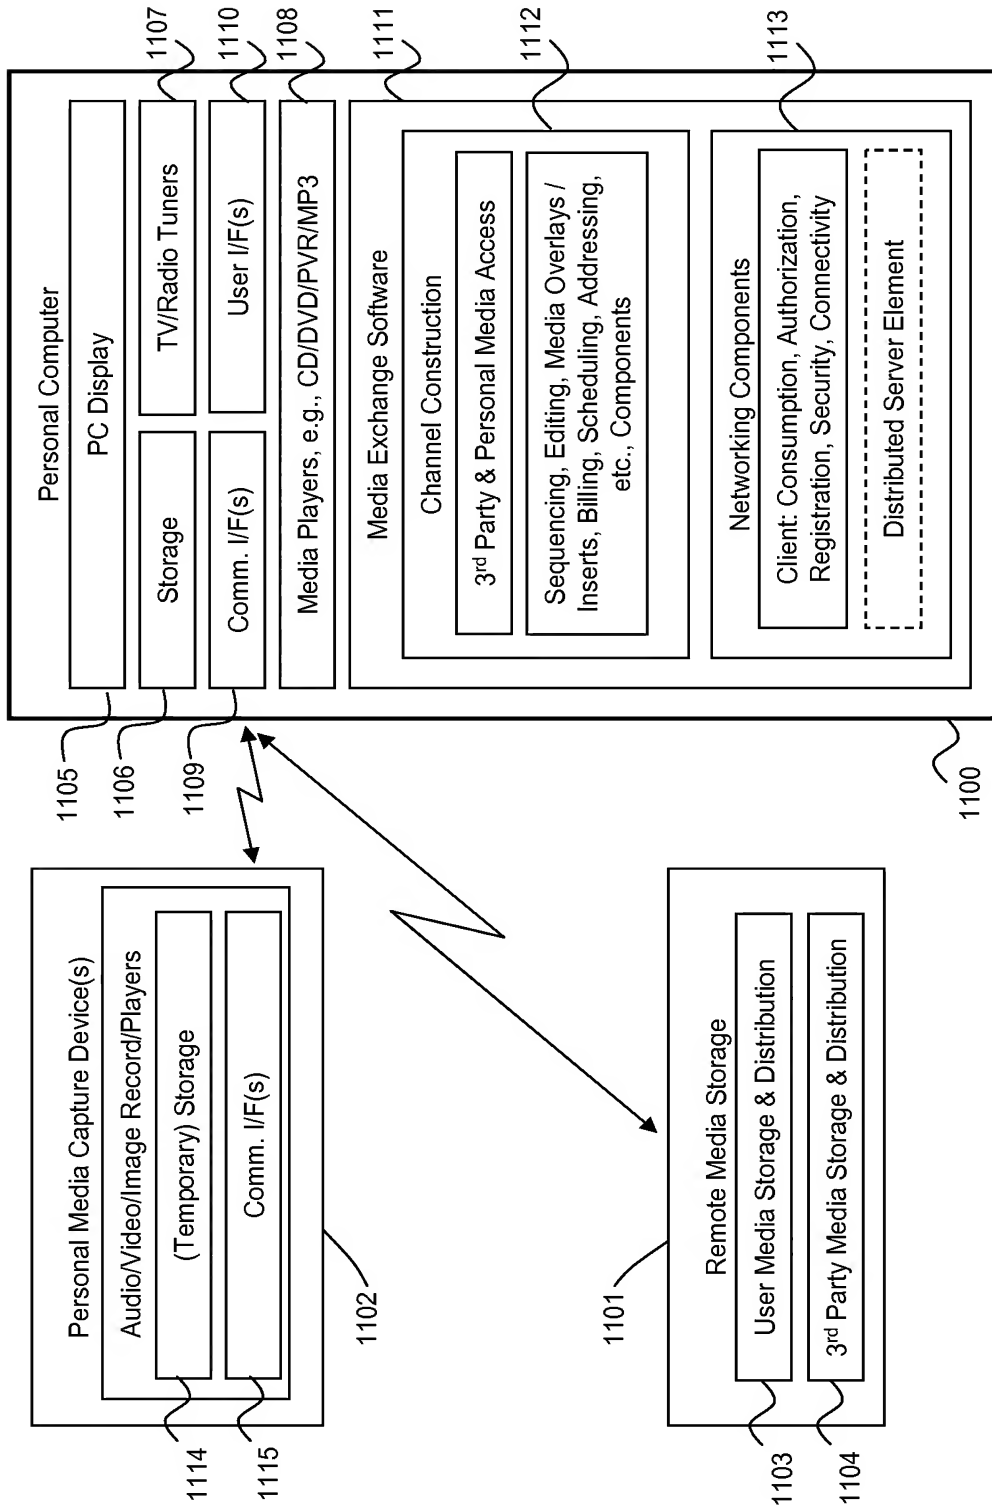 Personal Media Capture Device(s)
Audio/Video/Image Record/Players
(Temporary) Storage
Comm. I/F(s)
1114
1115
1102
1101
Remote Media Storage
User Media Storage & Distribution
3rd Party Media Storage & Distribution
1103
1104
Personal Computer
PC Display
Storage
TV/Radio Tuners
Comm. I/F(s)
User I/F(s)
Media Players, e.g., CD/DVD/PVR/MP3
Media Exchange Software
Channel Construction
3rd Party & Personal Media Access
Sequencing, Editing, Media Overlays /
Inserts, Billing, Scheduling, Addressing,
etc., Components
Networking Components
Client: Consumption, Authorization,
Registration, Security, Connectivity
Distributed Server Element
1105
1106
1109
1100
1107
1110
1108
1111
1112
1113